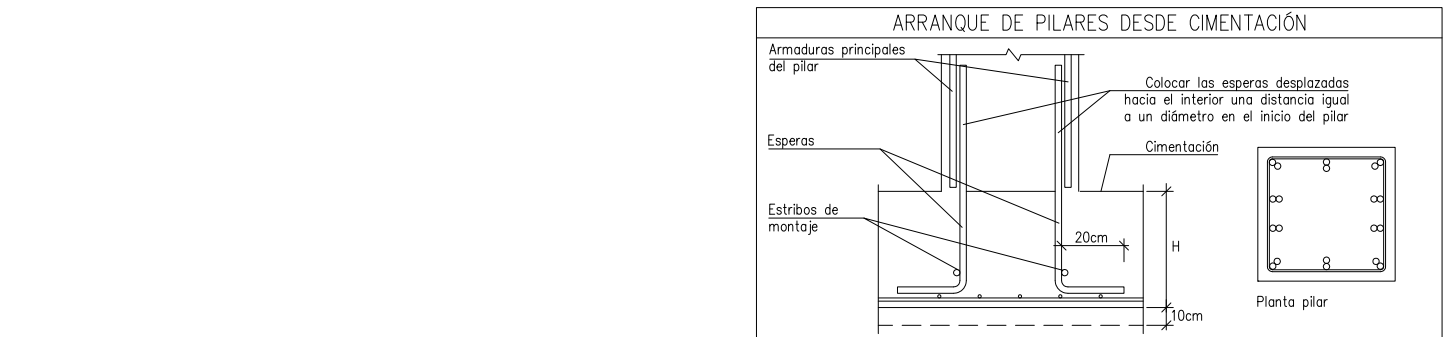 ARRANQUE DE PILARES DESDE CIMENTACIÓN
Armaduras principales
del pilar
Colocar las esperas desplazadas
hacia el interior una distancia igual
a un diámetro en el inicio del pilar
Esperas
Cimentación
Estribos de
montaje
20cm
H
10cm
Planta pilar